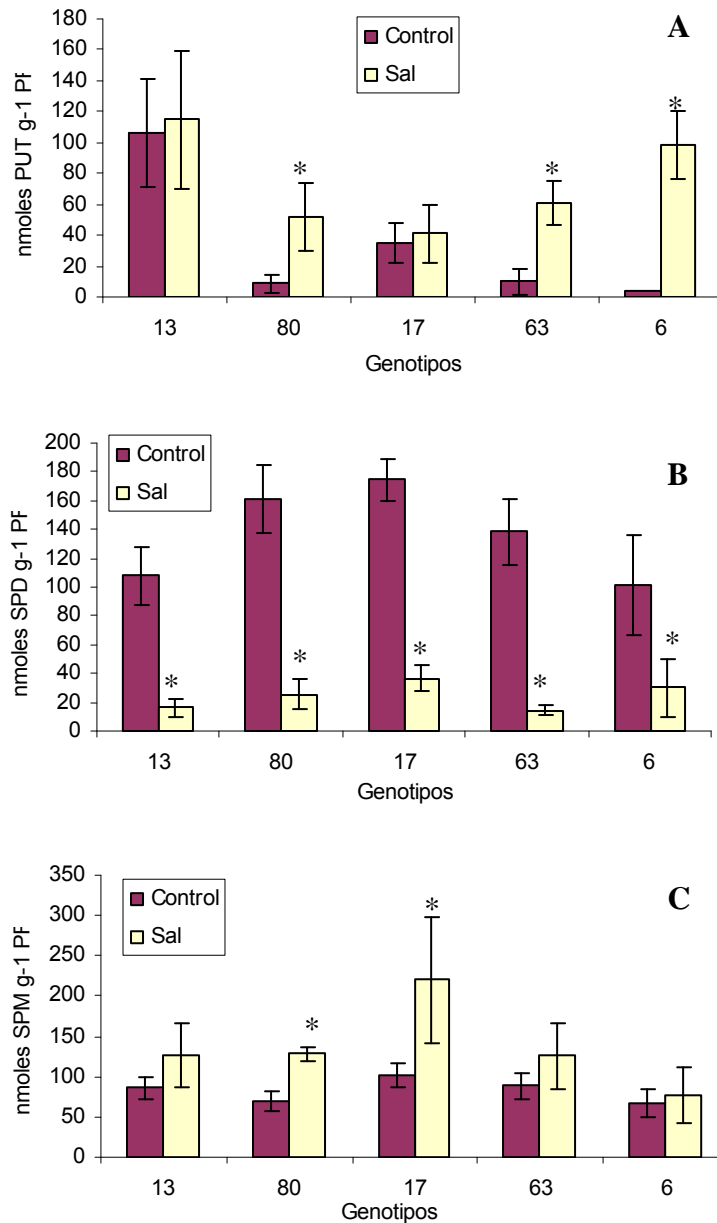 A
Control
Sal
nmoles PUT g-1 PF
180
160
140
120
100
80
60
40
20
0
*
*
*
13 80 17 63 6
Genotipos
B
Control
Sal
nmoles SPD g-1 PF
200
180
160
140
120
100
80
60
40
20
0
*
*
*
*
*
13 80 17 63 6
Genotipos
C
Control
Sal
nmoles SPM g-1 PF
350
300
250
200
150
100
50
0
*
*
13 80 17 63 6
Genotipos